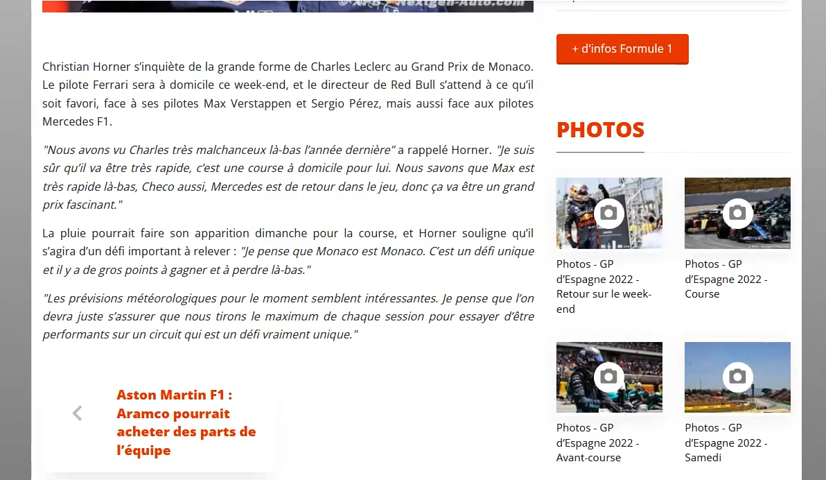 © XPB - Nextgen-Auto.com
+ d'infos Formule 1
Christian Horner s’inquiète de la grande forme de Charles Leclerc au Grand Prix de Monaco.
Le pilote Ferrari sera à domicile ce week-end, et le directeur de Red Bull s’attend à ce qu’il
soit favori, face à ses pilotes Max Verstappen et Sergio Pérez, mais aussi face aux pilotes
Mercedes F1.
"Nous avons vu Charles très malchanceux là-bas l’année dernière" a rappelé Horner. "Je suis
sûr qu’il va être très rapide, c’est une course à domicile pour lui. Nous savons que Max est
très rapide là-bas, Checo aussi, Mercedes est de retour dans le jeu, donc ça va être un grand
prix fascinant."
La pluie pourrait faire son apparition dimanche pour la course, et Horner souligne qu’il
s’agira d’un défi important à relever : "Je pense que Monaco est Monaco. C’est un défi unique
et il y a de gros points à gagner et à perdre là-bas."
"Les prévisions météorologiques pour le moment semblent intéressantes. Je pense que l’on
devra juste s’assurer que nous tirons le maximum de chaque session pour essayer d’être
performants sur un circuit qui est un défi vraiment unique."
Aston Martin F1 :
Aramco pourrait
acheter des parts de
l’équipe
PHOTOS
Photos - GP
d’Espagne 2022 -
Retour sur le week-
end
Photos - GP
d’Espagne 2022 -
Course
Photos - GP
d’Espagne 2022 -
Avant-course
Photos - GP
d’Espagne 2022 -
Samedi